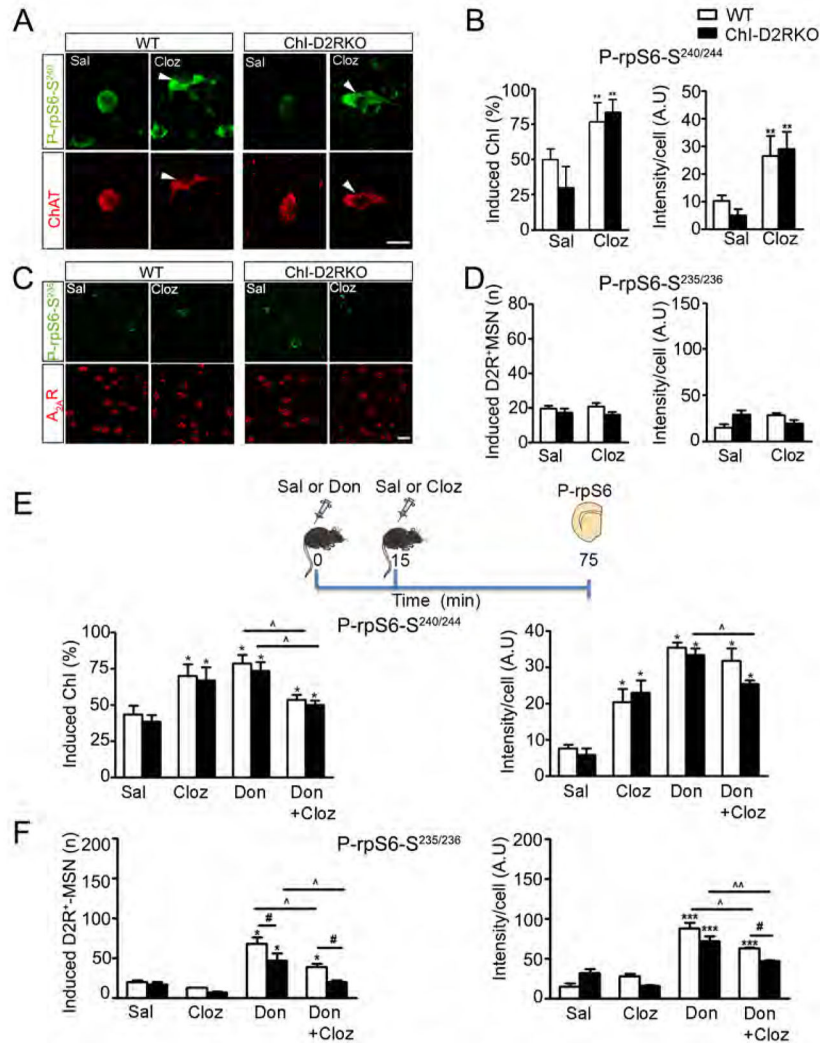 A
WT
ChI-D2RKO
Sal
Cloz
Sal
Cloz
P-rpS6-S²⁴⁰
ChAT
B
WT
ChI-D2RKO
P-rpS6-S²⁴⁰/²⁴⁴
Induced ChI (%)
100
75
50
25
0
**
**
Sal
Cloz
Intensity/cell (A.U)
50
40
30
20
10
0
**
**
Sal
Cloz
C
WT
ChI-D2RKO
Sal
Cloz
Sal
Cloz
P-rpS6-S²³⁵
A₂ₐR
D
P-rpS6-S²³⁵/²³⁶
Induced D2R⁺MSN (n)
80
60
40
20
0
Sal
Cloz
Intensity/cell (A.U)
150
100
50
0
Sal
Cloz
E
Sal or Don
Sal or Cloz
P-rpS6
0
15
75
Time (min)
P-rpS6-S²⁴⁰/²⁴⁴
Induced ChI (%)
100
75
50
25
0
^
^
* * * * * *
Sal
Cloz
Don
Don
+Cloz
Intensity/cell (A.U)
40
30
20
10
0
^
* * * * * *
Sal
Cloz
Don
Don
+Cloz
F
P-rpS6-S²³⁵/²³⁶
Induced D2R⁺-MSN (n)
200
150
100
50
0
^
^
#
#
* * *
Sal
Cloz
Don
Don
+Cloz
Intensity/cell (A.U)
200
150
100
50
0
^^
^
#
*** *** ***
Sal
Cloz
Don
Don
+Cloz